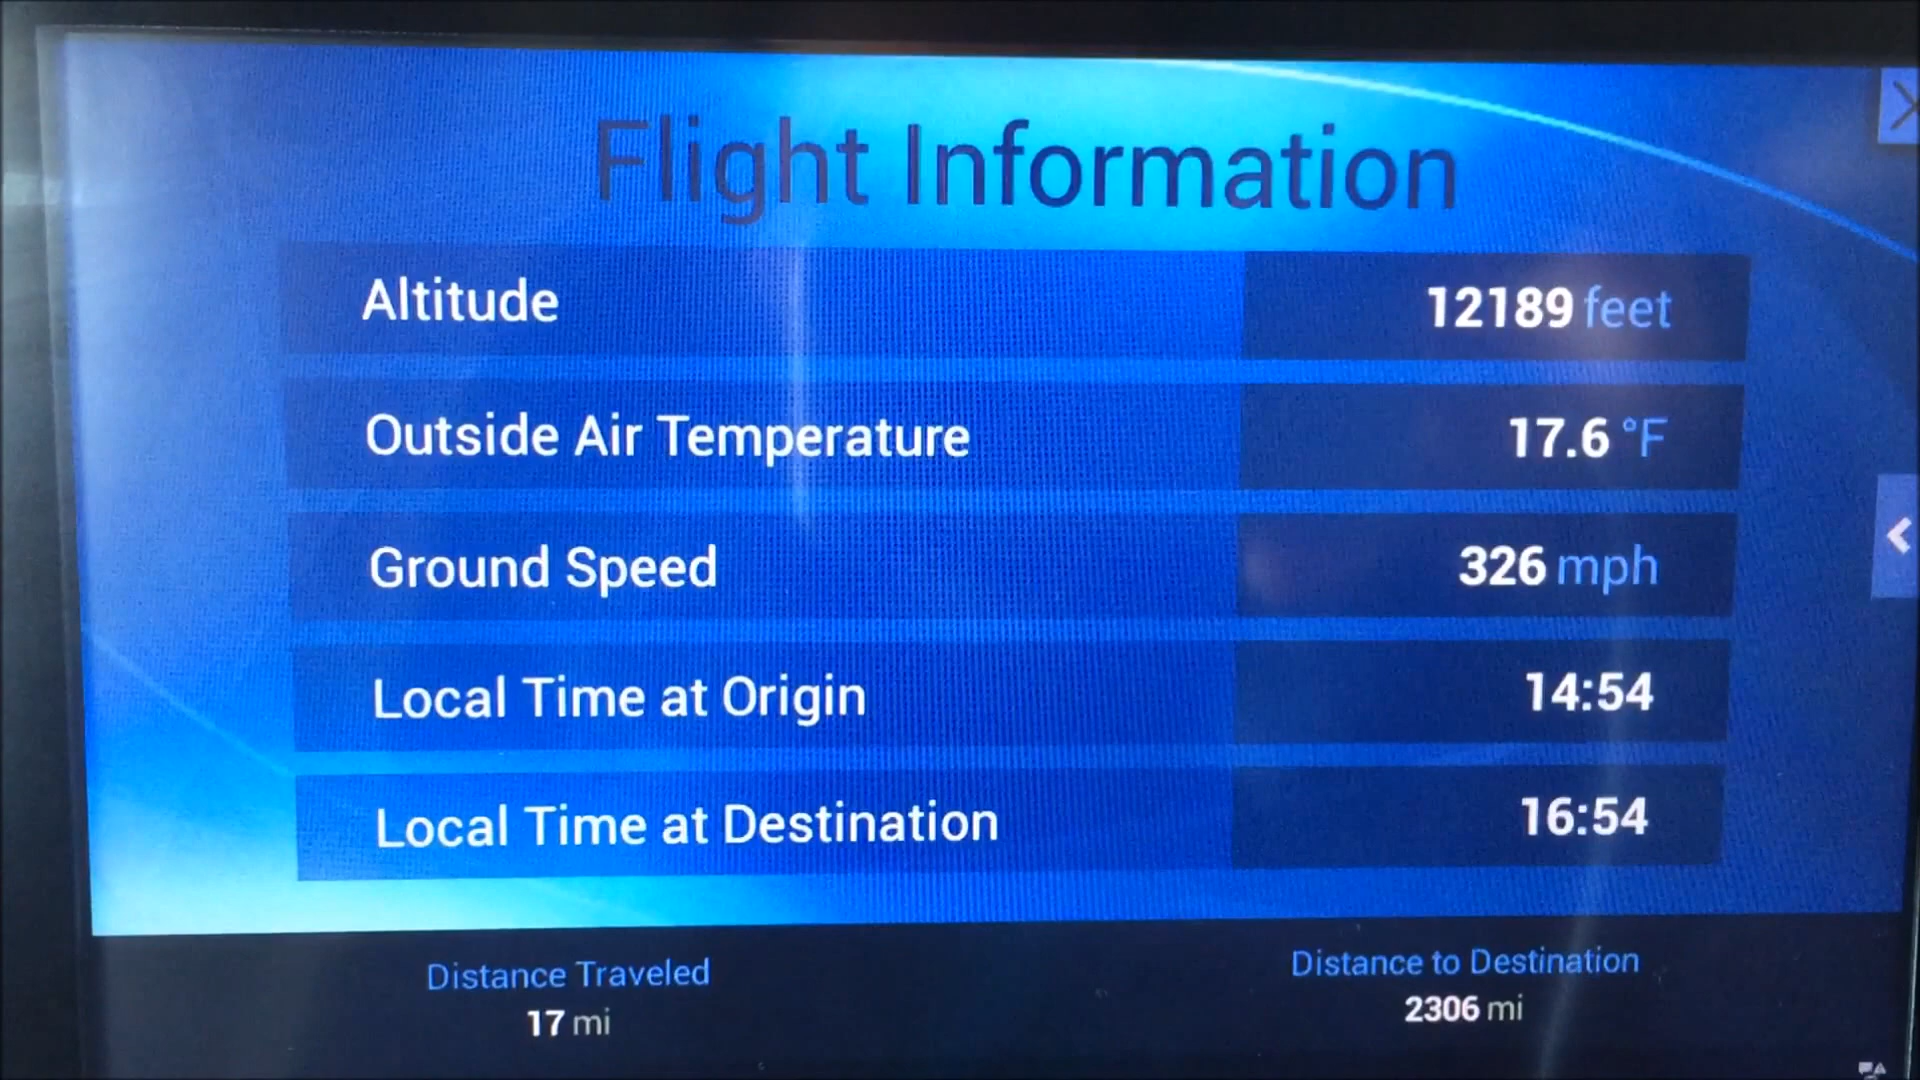 Flight Information
Altitude 12189 feet
Outside Air Temperature 17.6 °F
Ground Speed 326 mph
Local Time at Origin 14:54
Local Time at Destination 16:54
Distance Traveled
17 mi
Distance to Destination
2306 mi